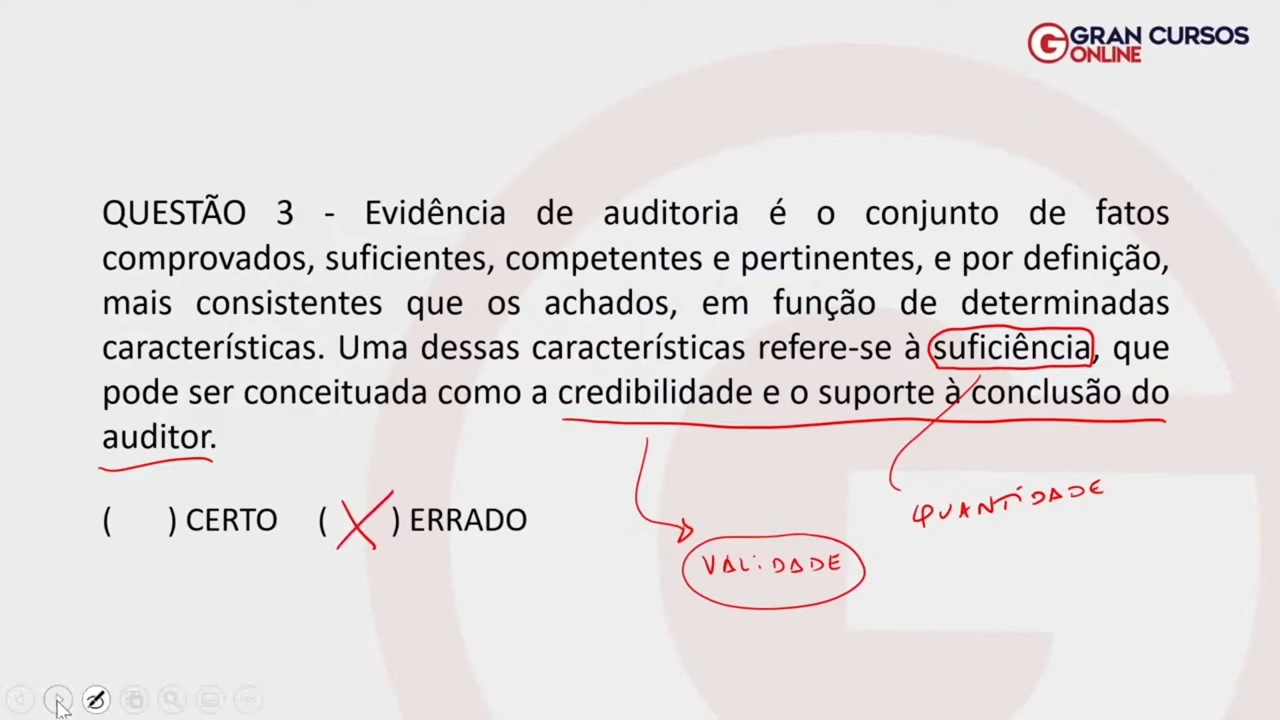 GRAN CURSOS
ONLINE
QUESTÃO 3 - Evidência de auditoria é o conjunto de fatos
comprovados, suficientes, competentes e pertinentes, e por definição,
mais consistentes que os achados, em função de determinadas
características. Uma dessas características refere-se à suficiência, que
pode ser conceituada como a credibilidade e o suporte à conclusão do
auditor.
QUANTIDADE
( ) CERTO ( X ) ERRADO
VALIDADE